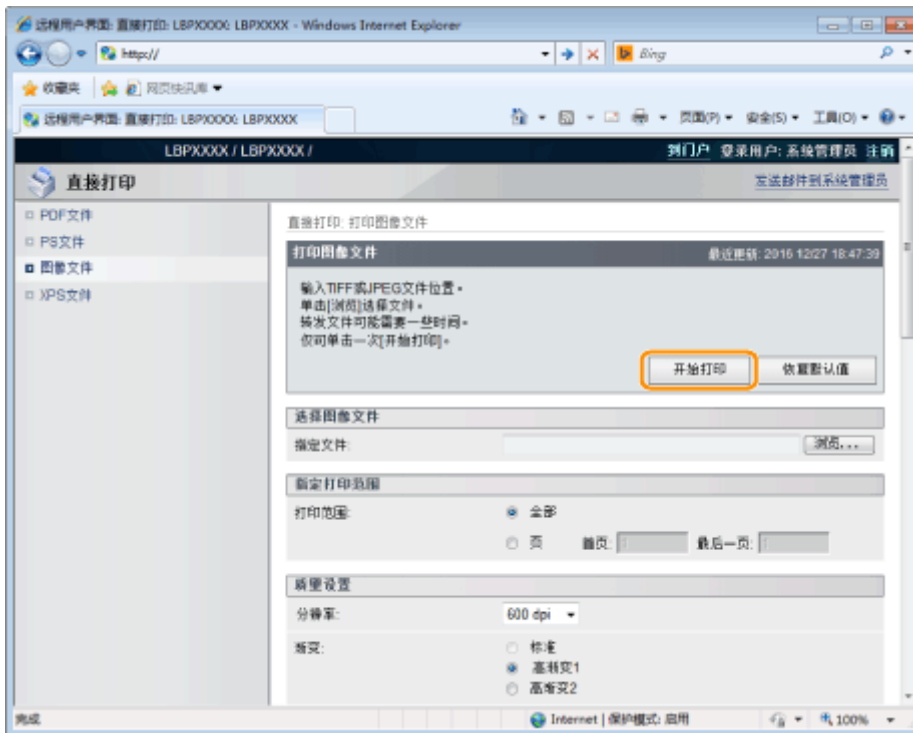 远程用户界面: 直接打印: LBPXXXX: LBPXXXX - Windows Internet Explorer
http://
Bing
收藏夹 网页快讯库
远程用户界面: 直接打印: LBPXXXX: LBPXXXX 页面(P) 安全(S) 工具(O)
LBPXXXX / LBPXXXX / 到门户 登录用户: 系统管理员 注销
直接打印 发送邮件到系统管理员
PDF文件
PS文件
图像文件
XPS文件
直接打印: 打印图像文件
打印图像文件 最近更新: 2016 12/27 18:47:39
输入TIFF或JPEG文件位置。
单击[浏览]选择文件。
转发文件可能需要一些时间。
仅可单击一次[开始打印]。
开始打印 恢复默认值
选择图像文件
指定文件: 浏览...
指定打印范围
打印范围: 全部
页 首页: 1 最后一页: 1
质量设置
分辨率: 600 dpi
渐变: 标准
高渐变1
高渐变2
完成 Internet | 保护模式: 启用 100%